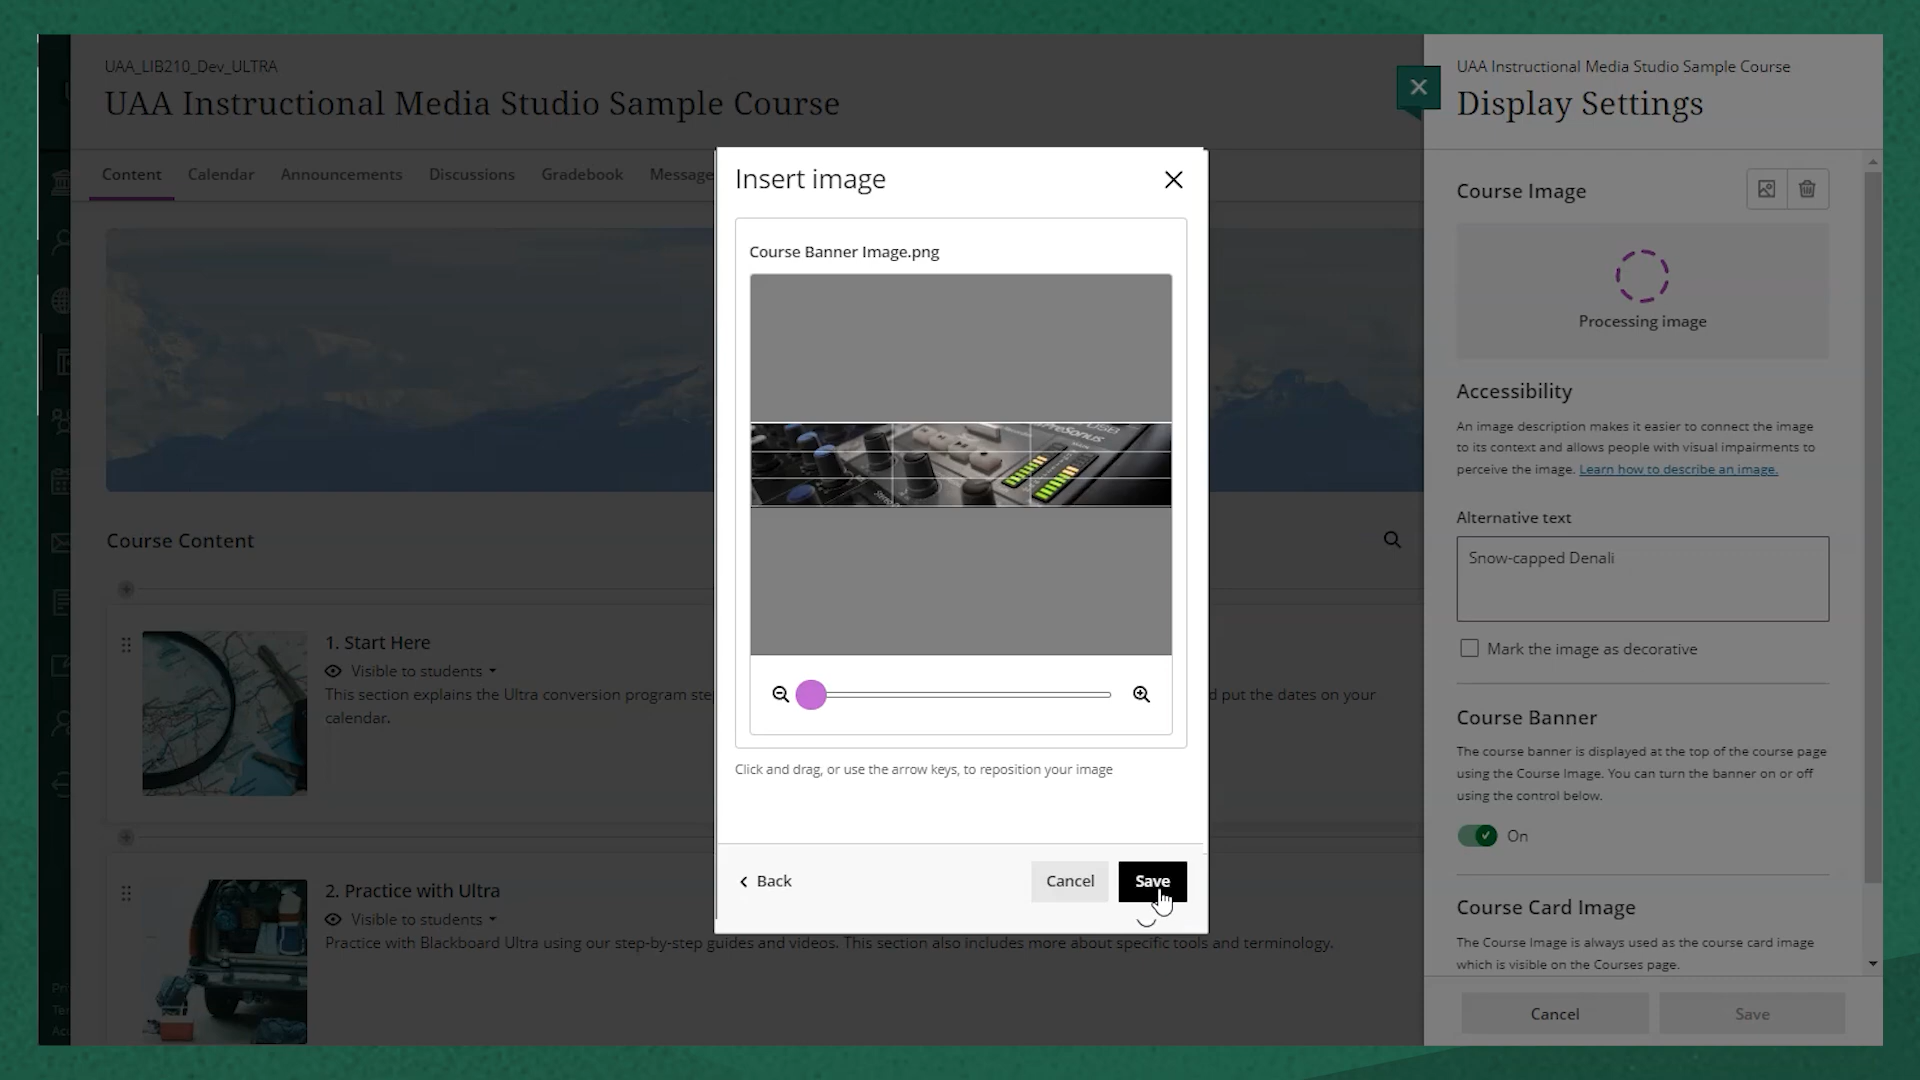 UAA_LIB210_Dev_ULTRA
UAA Instructional Media Studio Sample Course
Content
Calendar
Announcements
Discussions
Gradebook
Message
Course Content
1. Start Here
Visible to students
This section explains the Ultra conversion program ste
d put the dates on your
calendar.
2. Practice with Ultra
Visible to students
Practice with Blackboard Ultra using our step-by-step guides and videos. This section also includes more about specific tools and terminology.
Insert image
Course Banner Image.png
PreSonus
USB
Click and drag, or use the arrow keys, to reposition your image
Back
Cancel
Save
UAA Instructional Media Studio Sample Course
Display Settings
Course Image
Processing image
Accessibility
An image description makes it easier to connect the image
to its context and allows people with visual impairments to
perceive the image. Learn how to describe an image.
Alternative text
Snow-capped Denali
Mark the image as decorative
Course Banner
The course banner is displayed at the top of the course page
using the Course Image. You can turn the banner on or off
using the control below.
On
Course Card Image
The Course Image is always used as the course card image
which is visible on the Courses page.
Cancel
Save